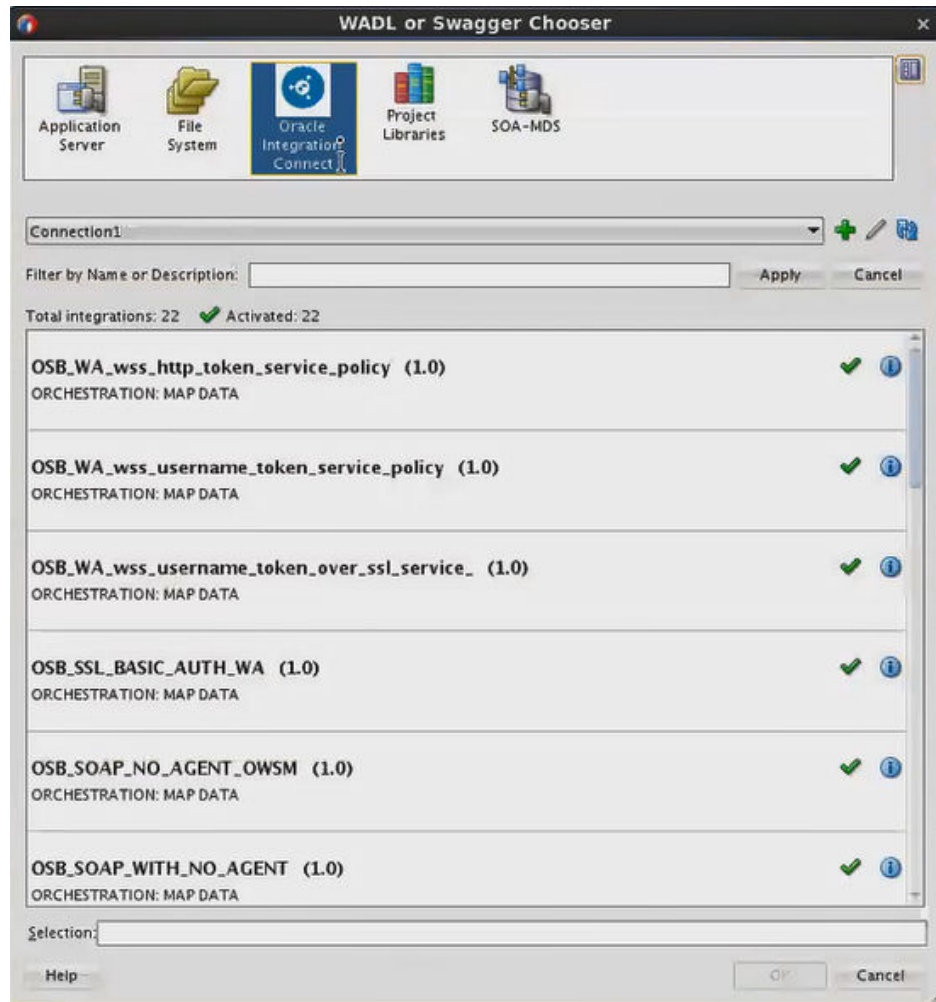 WADL or Swagger Chooser
Application
Server
File
System
Oracle
Integration
Connect
Project
Libraries
SOA-MDS
Connection1
Filter by Name or Description:
Apply
Cancel
Total integrations: 22 Activated: 22
OSB_WA_wss_http_token_service_policy (1.0)
ORCHESTRATION: MAP DATA
OSB_WA_wss_username_token_service_policy (1.0)
ORCHESTRATION: MAP DATA
OSB_WA_wss_username_token_over_ssl_service_ (1.0)
ORCHESTRATION: MAP DATA
OSB_SSL_BASIC_AUTH_WA (1.0)
ORCHESTRATION: MAP DATA
OSB_SOAP_NO_AGENT_OWSM (1.0)
ORCHESTRATION: MAP DATA
OSB_SOAP_WITH_NO_AGENT (1.0)
ORCHESTRATION: MAP DATA
Selection:
Help
OK
Cancel